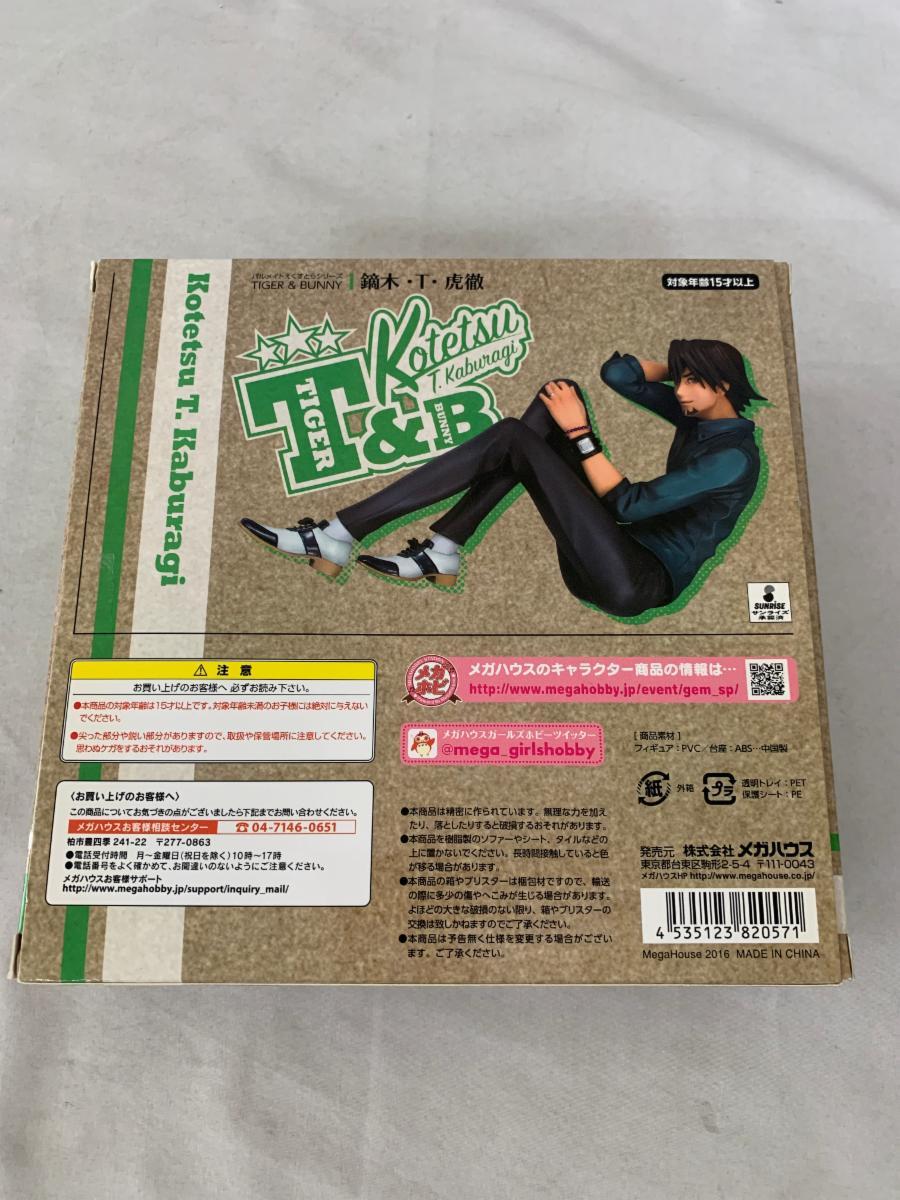 Kotetsu T. Kaburagi
パルメイトえくすとらシリーズ
TIGER & BUNNY
鏑木・T・虎徹
対象年齢15才以上
Kotetsu
T. Kaburagi
T&B
TIGER
BUNNY
SUNRISE
サンライズ
承認済
注意
お買い上げのお客様へ 必ずお読み下さい。
●本商品の対象年齢は15才以上です。対象年齢未満のお子様には絶対に与えない
でください。
●尖った部分や鋭い部分がありますので、取扱や保管場所に注意してください。
思わぬケガをするおそれがあります。
メガホビ
メガハウスのキャラクター商品の情報は…
http://www.megahobby.jp/event/gem_sp/
メガハウスガールズホビーツイッター
@mega_girlshobby
[商品素材]
フィギュア:PVC/台座:ABS…中国製
紙
外箱
プラ
透明トレイ:PET
保護シート:PE
〈お買い上げのお客様へ〉
この商品についてお気づきの点がございましたら下記までお問い合わせください。
メガハウスお客様相談センター ☎04-7146-0651
柏市豊四季 241-22 〒277-0863
●電話受付時間 月〜金曜日(祝日を除く)10時〜17時
●電話番号をよく確かめて、お間違いのないようにご注意ください。
メガハウスお客様サポート
http://www.megahobby.jp/support/inquiry_mail/
●本商品は精密に作られています。無理な力を加え
たり、落としたりすると破損するおそれがあります。
●本商品を樹脂製のソファーやシート、タイルなどの
上に置かないでください。長時間接触していると色
が移る場合があります。
●本商品の箱やブリスターは梱包材ですので、輸送
の際に多少の傷やへこみが生じる場合があります。
よほどの大きな破損のない限り、箱やブリスターの
交換は致しかねますのでご了承ください。
●本商品は予告無く仕様を変更する場合がござい
ます。ご了承ください。
発売元 株式会社メガハウス
東京都台東区駒形2-5-4 〒111-0043
メガハウスHP http://www.megahouse.co.jp/
4 535123 820571
MegaHouse 2016 MADE IN CHINA